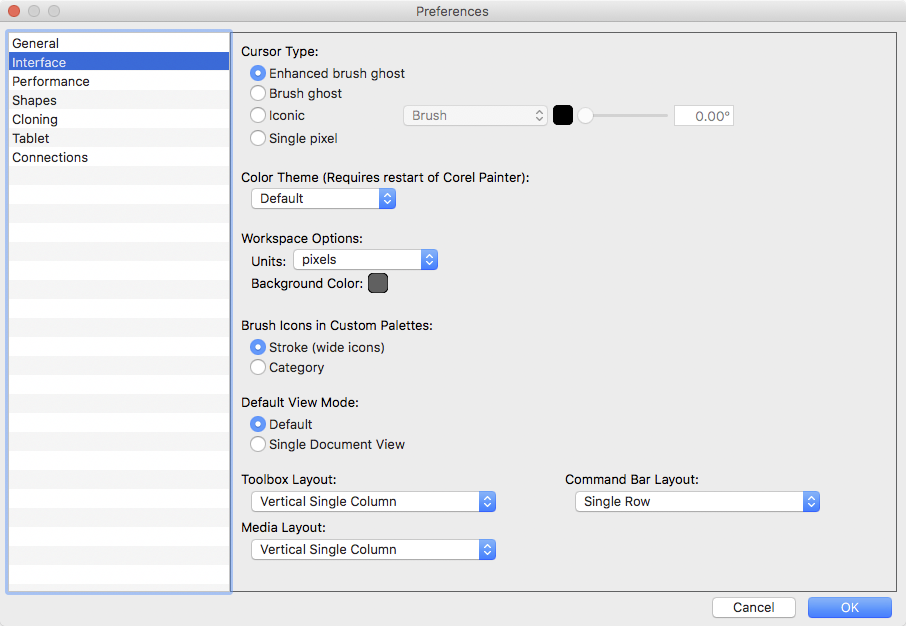 Preferences
General
Interface
Performance
Shapes
Cloning
Tablet
Connections
Cursor Type:
Enhanced brush ghost
Brush ghost
Iconic
Brush
0.00°
Single pixel
Color Theme (Requires restart of Corel Painter):
Default
Workspace Options:
Units: pixels
Background Color:
Brush Icons in Custom Palettes:
Stroke (wide icons)
Category
Default View Mode:
Default
Single Document View
Toolbox Layout:
Vertical Single Column
Command Bar Layout:
Single Row
Media Layout:
Vertical Single Column
Cancel
OK